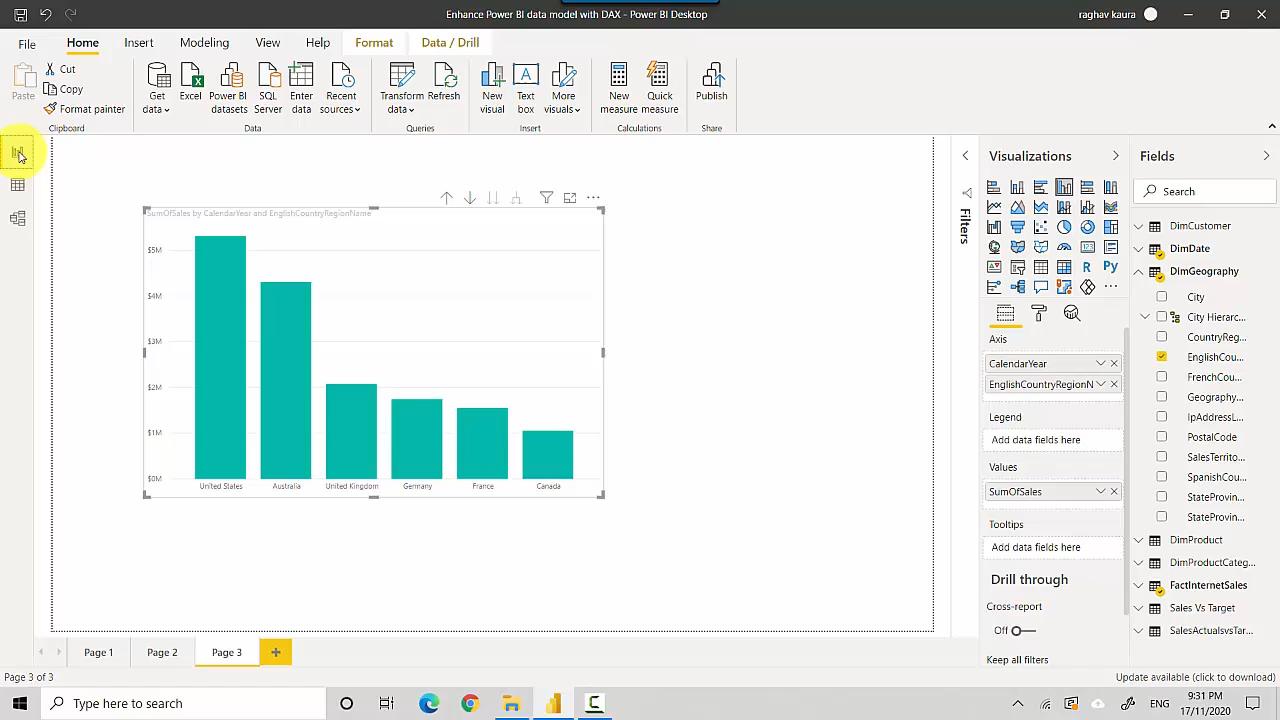 Enhance Power BI data model with DAX - Power BI Desktop
raghav kaura
File
Home
Insert
Modeling
View
Help
Format
Data / Drill
Paste
Cut
Copy
Format painter
Clipboard
Get data
Excel
Power BI datasets
SQL Server
Enter data
Recent sources
Data
Transform data
Refresh
Queries
New visual
Text box
More visuals
Insert
New measure
Quick measure
Calculations
Publish
Share
SumOfSales by CalendarYear and EnglishCountryRegionName
$5M
$4M
$3M
$2M
$1M
$0M
United States
Australia
United Kingdom
Germany
France
Canada
Filters
Visualizations
R
Py
Axis
CalendarYear
EnglishCountryRegionN
Legend
Add data fields here
Values
SumOfSales
Tooltips
Add data fields here
Drill through
Cross-report
Off
Keep all filters
Fields
Search
DimCustomer
DimDate
DimGeography
City
City Hierarc...
CountryReg...
EnglishCou...
FrenchCou...
Geography...
IpAddressL...
PostalCode
SalesTerrito...
SpanishCou...
StateProvin...
StateProvin...
DimProduct
DimProductCateg...
FactInternetSales
Sales Vs Target
SalesActualsvsTar...
Page 1
Page 2
Page 3
Page 3 of 3
Update available (click to download)
Type here to search
ENG
9:31 PM
17/11/2020